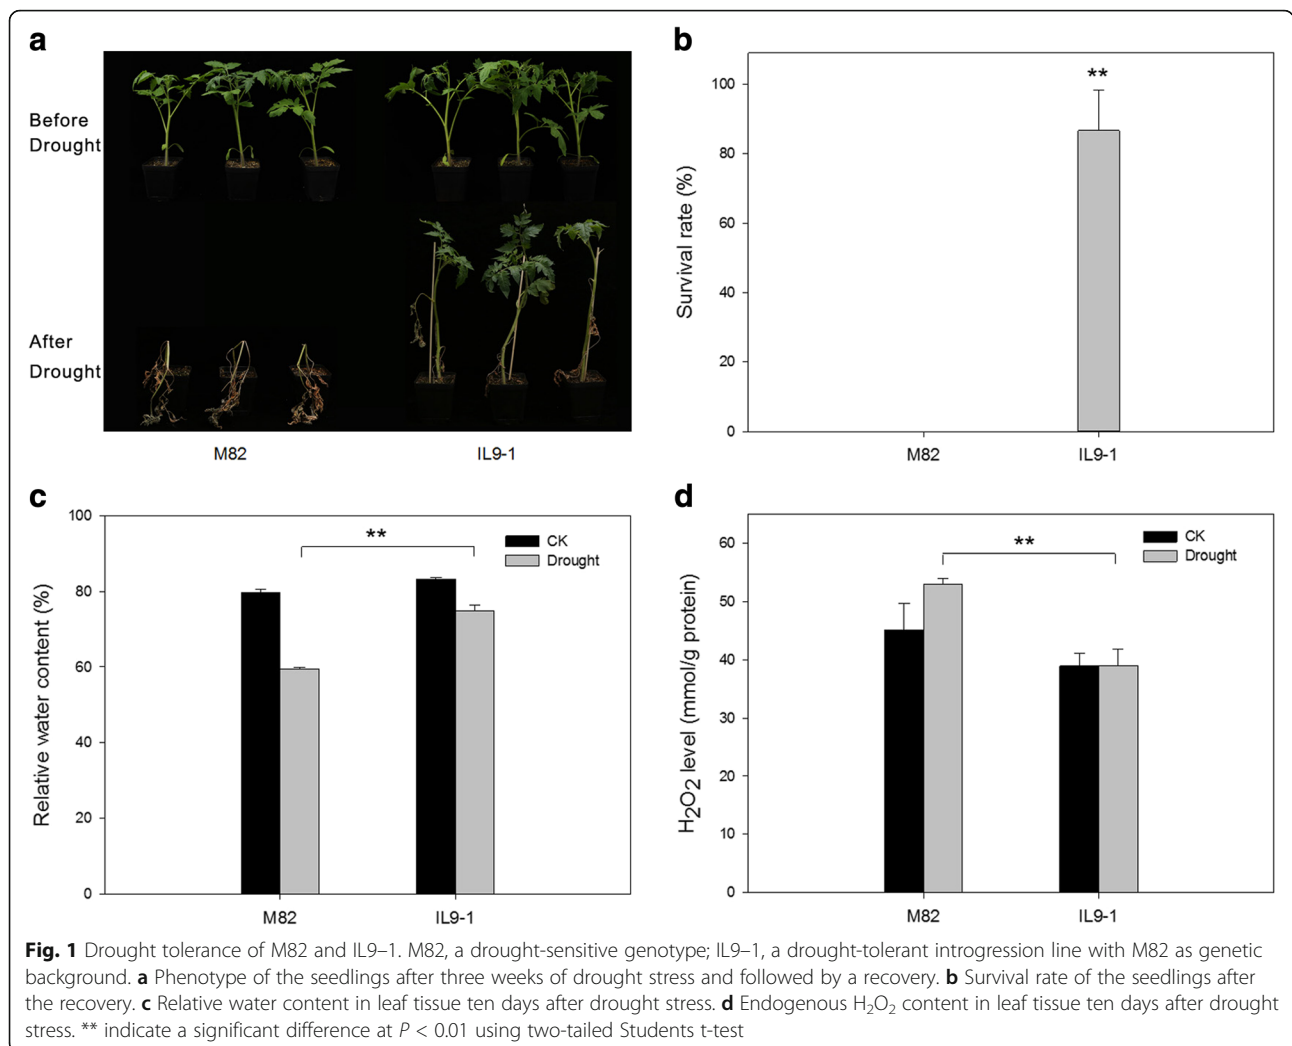 a
Before
Drought
After
Drought
M82
IL9-1
b
**
Survival rate (%)
100
80
60
40
20
0
M82
IL9-1
c
**
CK
Drought
Relative water content (%)
100
80
60
40
20
0
M82
IL9-1
d
**
CK
Drought
H₂O₂ level (mmol/g protein)
60
50
40
30
20
10
0
M82
IL9-1
Fig. 1 Drought tolerance of M82 and IL9–1. M82, a drought-sensitive genotype; IL9–1, a drought-tolerant introgression line with M82 as genetic
background. a Phenotype of the seedlings after three weeks of drought stress and followed by a recovery. b Survival rate of the seedlings after
the recovery. c Relative water content in leaf tissue ten days after drought stress. d Endogenous H₂O₂ content in leaf tissue ten days after drought
stress. ** indicate a significant difference at P < 0.01 using two-tailed Students t-test